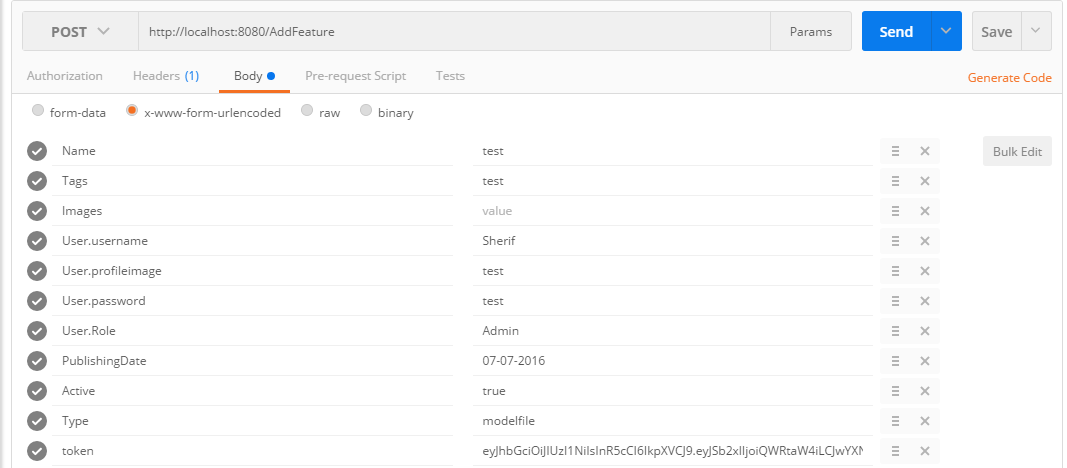 POST http://localhost:8080/AddFeature Params Send Save
Authorization Headers (1) Body Pre-request Script Tests Generate Code
form-data x-www-form-urlencoded raw binary
Name test Bulk Edit
Tags test
Images value
User.username Sherif
User.profileimage test
User.password test
User.Role Admin
PublishingDate 07-07-2016
Active true
Type modelfile
token eyJhbGciOiJIUzI1NiIsInR5cCI6IkpXVCJ9.eyJSb2xlIjoiQWRtaW4iLCJwYXN